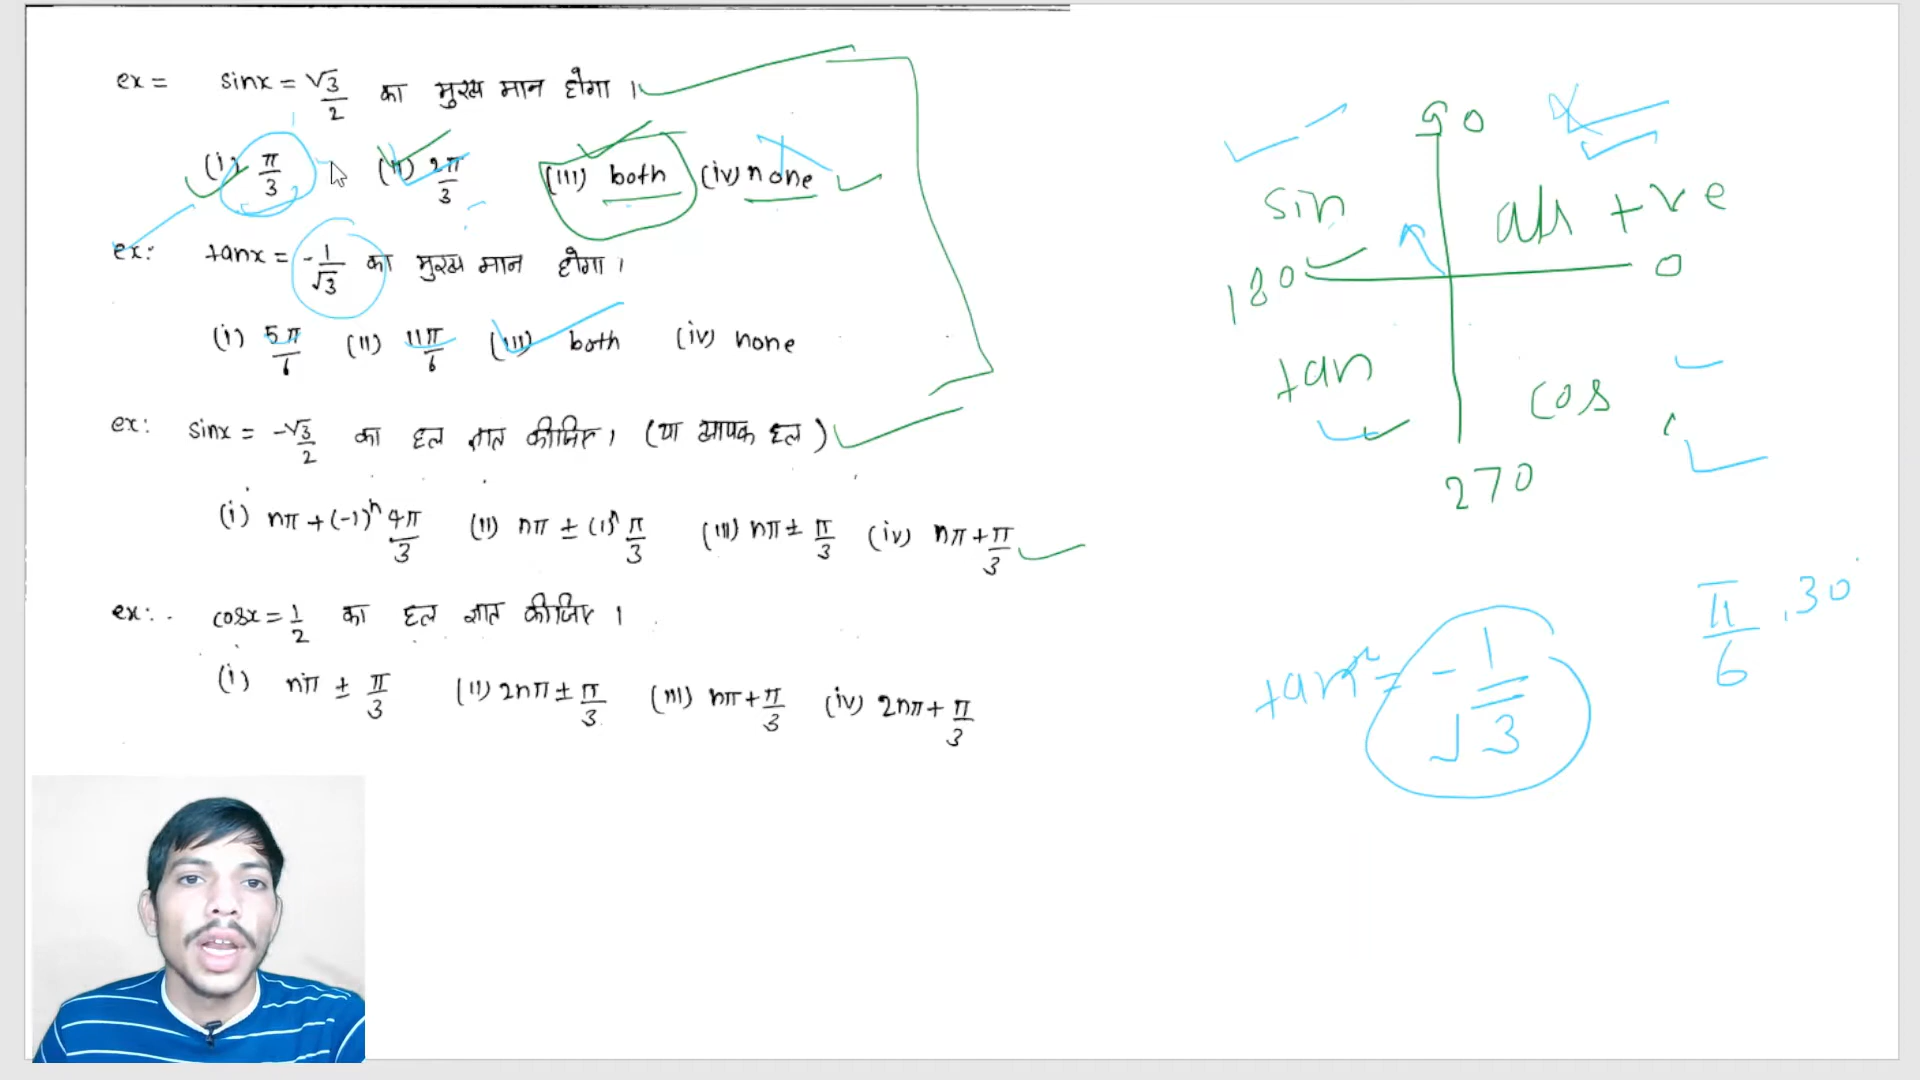 ex = sinx = √3/2 का मुख्य मान होगा ।
(i) π/3 (ii) 2π/3 (iii) both (iv) none
ex: tanx = -1/√3 का मुख्य मान होगा ।
(i) 5π/6 (ii) 11π/6 (iii) both (iv) none
ex: sinx = -√3/2 का हल ज्ञात कीजिए । (या व्यापक हल)
(i) nπ + (-1)ⁿ 4π/3 (ii) nπ ± (1)ⁿ π/3 (iii) nπ ± π/3 (iv) nπ + π/3
ex: cosx = 1/2 का हल ज्ञात कीजिए ।
(i) nπ ± π/3 (ii) 2nπ ± π/3 (iii) nπ + π/3 (iv) 2nπ + π/3
90
sin all +ve
180 0
tan cos
270
tanx = -1/√3
π/6 , 30°